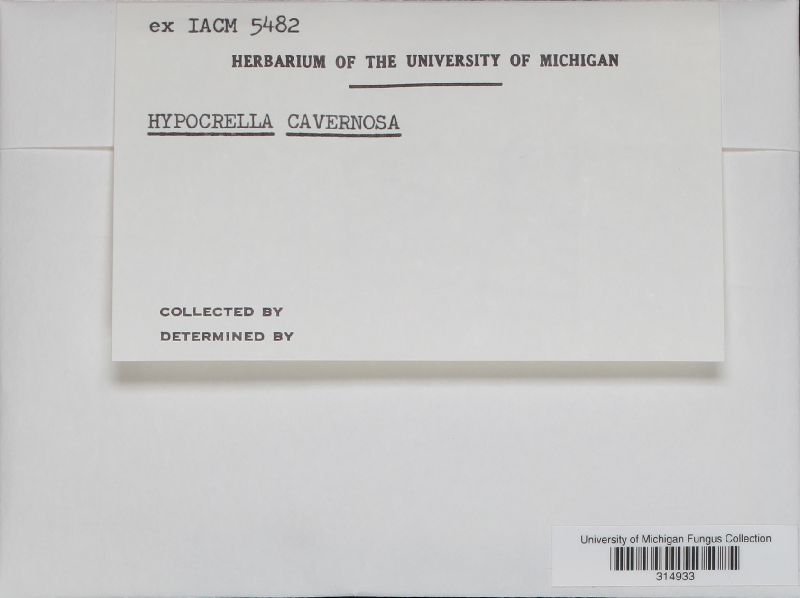 ex IACM 5482
HERBARIUM OF THE UNIVERSITY OF MICHIGAN
HYPOCRELLA CAVERNOSA
COLLECTED BY
DETERMINED BY
University of Michigan Fungus Collection
314933